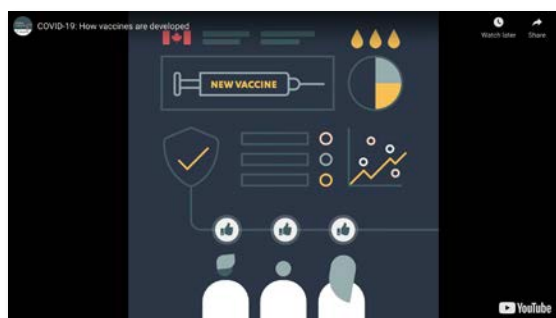 COVID-19: How vaccines are developed
Watch later
Share
NEW VACCINE
YouTube